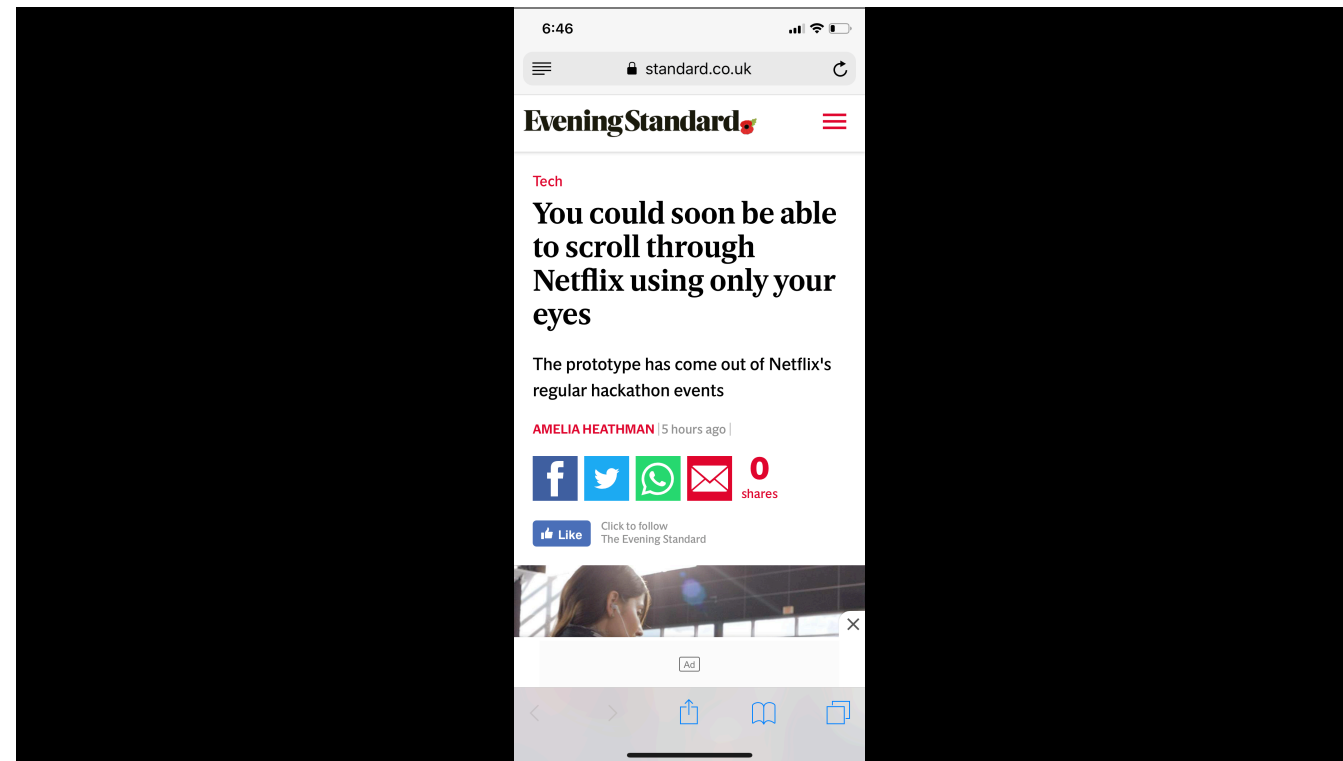 6:46
standard.co.uk
Evening Standard
Tech
You could soon be able
to scroll through
Netflix using only your
eyes
The prototype has come out of Netflix's
regular hackathon events
AMELIA HEATHMAN | 5 hours ago |
0
shares
Like
Click to follow
The Evening Standard
Ad